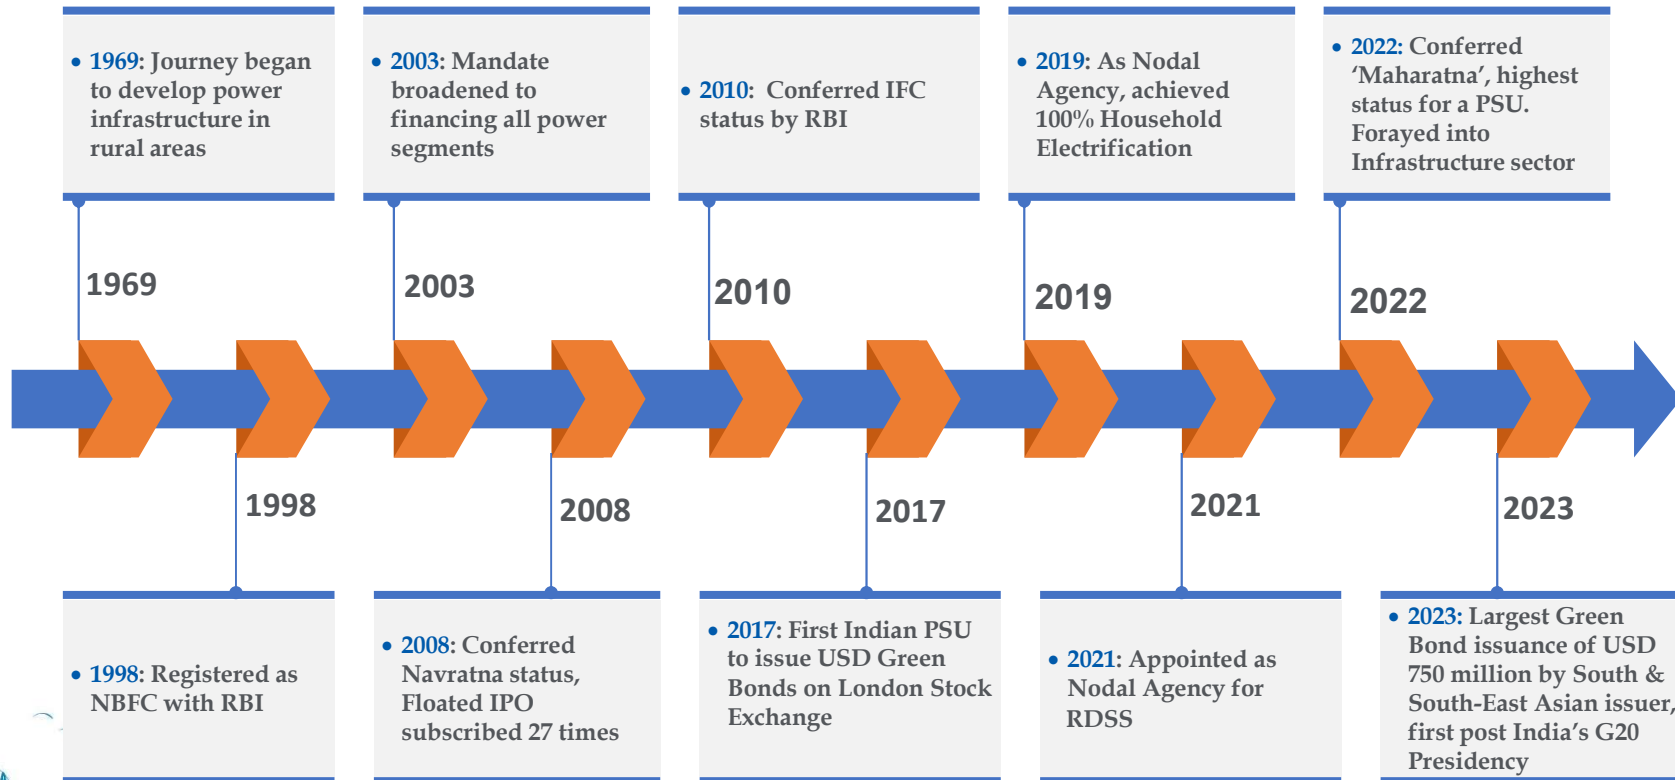 • 1969: Journey began
to develop power
infrastructure in
rural areas
• 2003: Mandate
broadened to
financing all power
segments
• 2010: Conferred IFC
status by RBI
• 2019: As Nodal
Agency, achieved
100% Household
Electrification
• 2022: Conferred
‘Maharatna’, highest
status for a PSU.
Forayed into
Infrastructure sector
1969
2003
2010
2019
2022
1998
2008
2017
2021
2023
• 1998: Registered as
NBFC with RBI
• 2008: Conferred
Navratna status,
Floated IPO
subscribed 27 times
• 2017: First Indian PSU
to issue USD Green
Bonds on London Stock
Exchange
• 2021: Appointed as
Nodal Agency for
RDSS
• 2023: Largest Green
Bond issuance of USD
750 million by South &
South-East Asian issuer,
first post India’s G20
Presidency